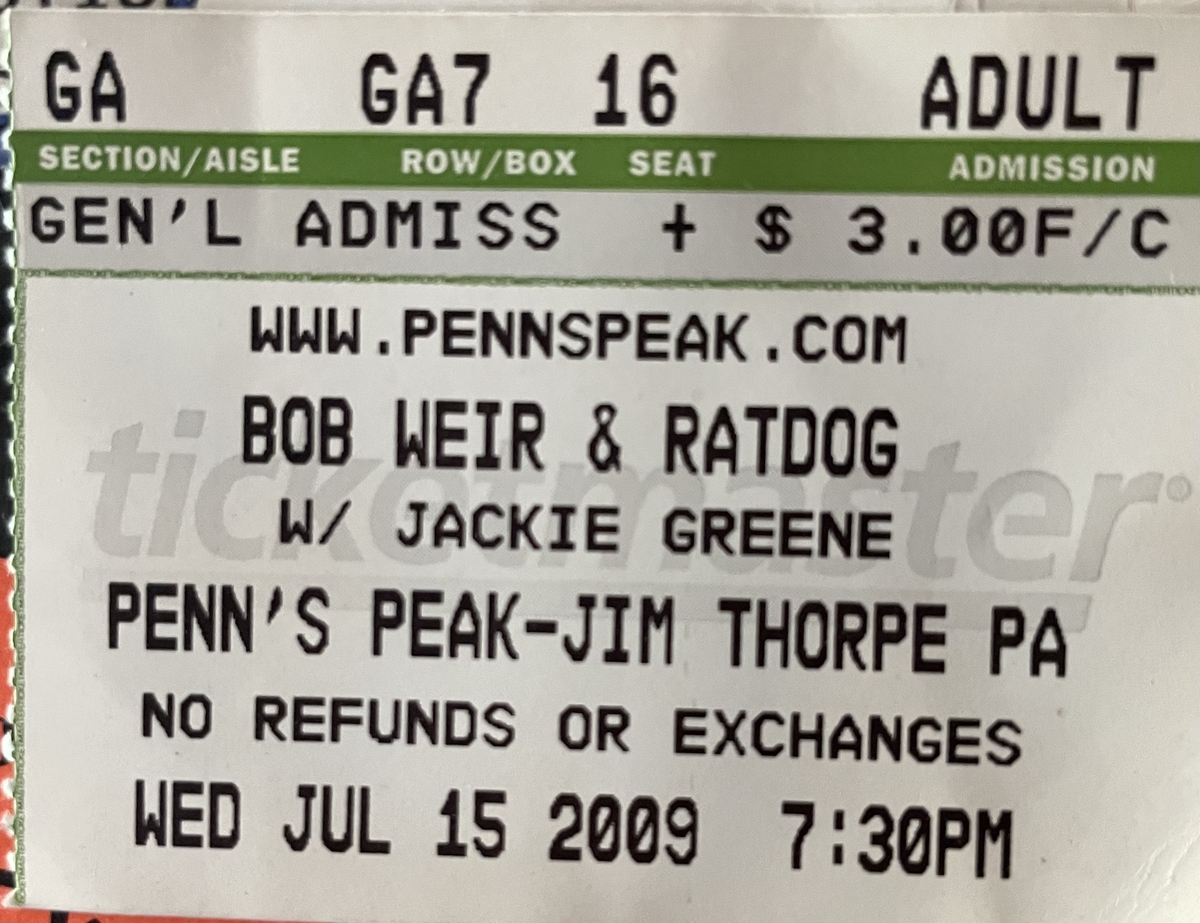 GA GA7 16 ADULT
SECTION/AISLE ROW/BOX SEAT ADMISSION
GEN'L ADMISS + $ 3.00F/C
WWW.PENNSPEAK.COM
BOB WEIR & RATDOG
ticketmaster®
W/ JACKIE GREENE
PENN'S PEAK-JIM THORPE PA
NO REFUNDS OR EXCHANGES
WED JUL 15 2009 7:30PM